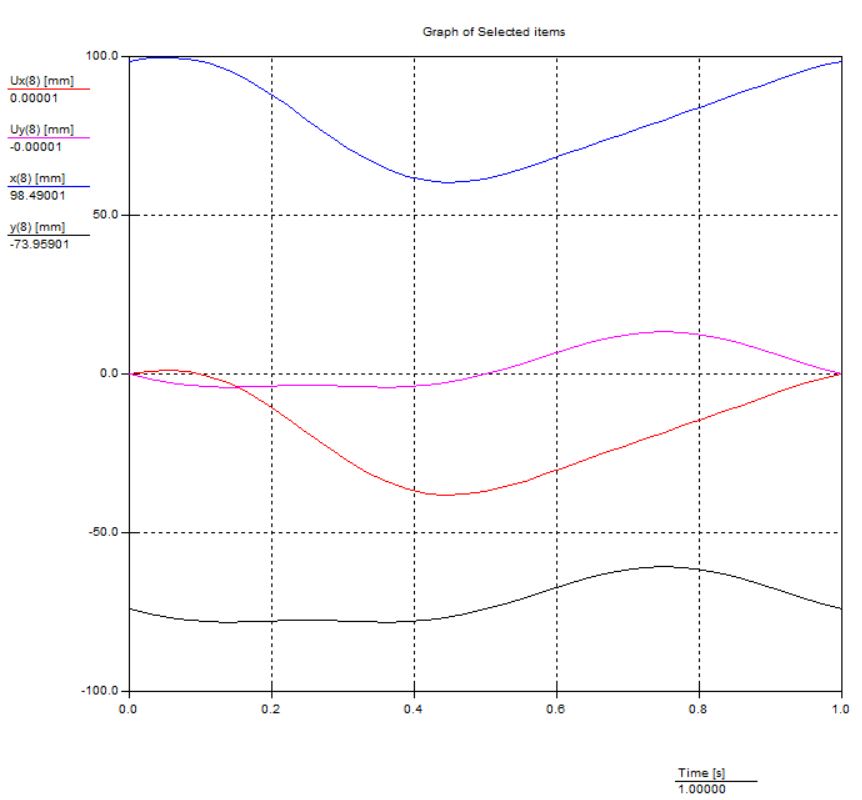 Graph of Selected items
Ux(8) [mm]
0.00001
Uy(8) [mm]
-0.00001
x(8) [mm]
98.49001
y(8) [mm]
-73.95901
100.0
50.0
0.0
-50.0
-100.0
0.0 0.2 0.4 0.6 0.8 1.0
Time [s]
1.00000